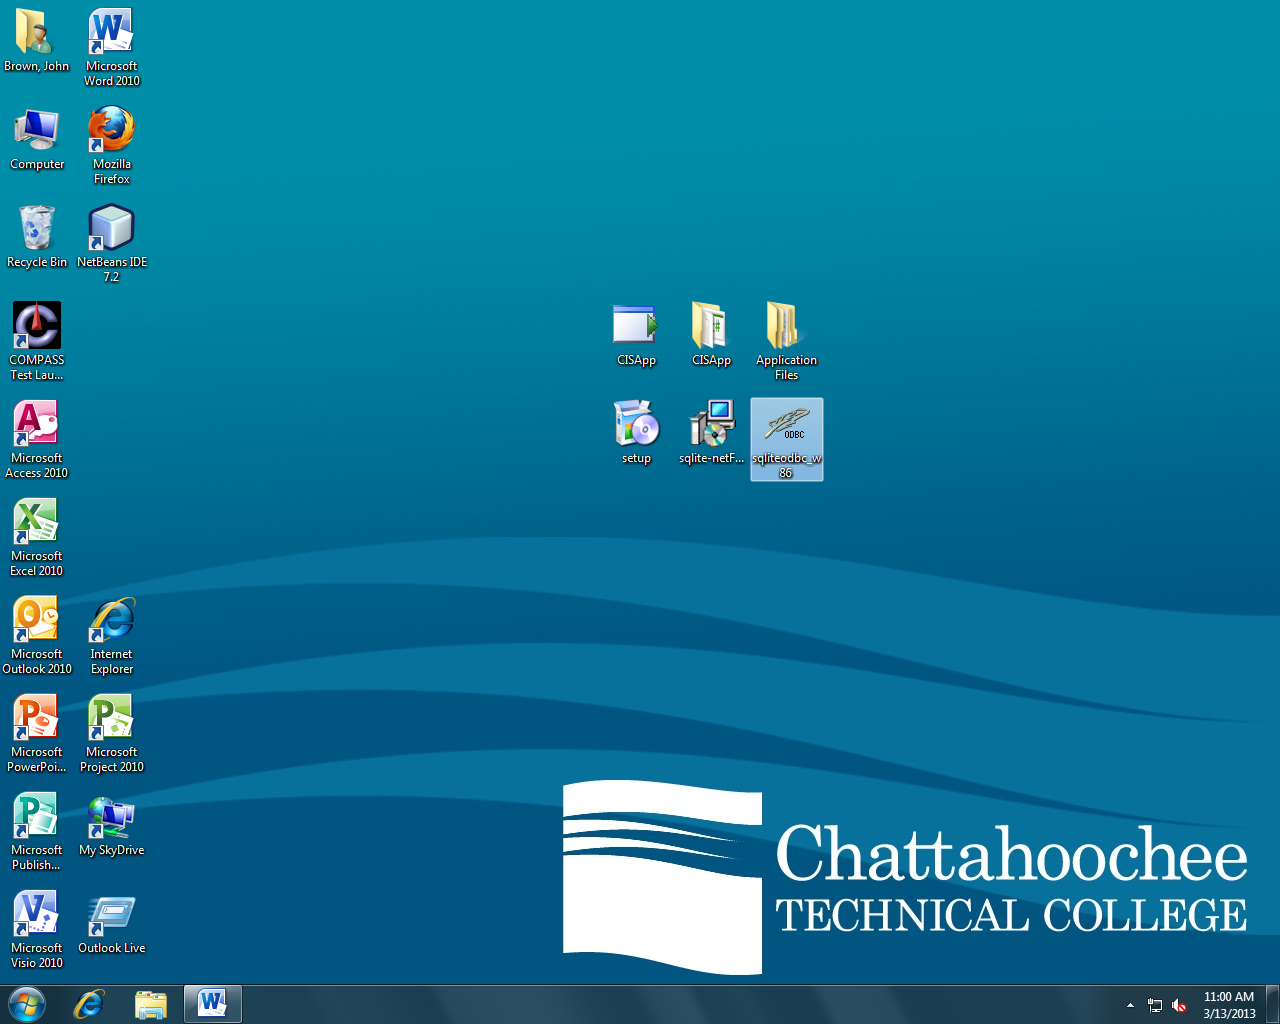 Brown, John
Microsoft
Word 2010
Computer
Mozilla
Firefox
Recycle Bin
NetBeans IDE
7.2
COMPASS
Test Lau...
CISApp
CISApp
Application
Files
Microsoft
Access 2010
setup
sqlite-netF...
ODBC
sqliteodbc_w
86
Microsoft
Excel 2010
Microsoft
Outlook 2010
Internet
Explorer
Microsoft
PowerPoi...
Microsoft
Project 2010
Microsoft
Publish...
My SkyDrive
Microsoft
Visio 2010
Outlook Live
Chattahoochee
TECHNICAL COLLEGE
11:00 AM
3/13/2013